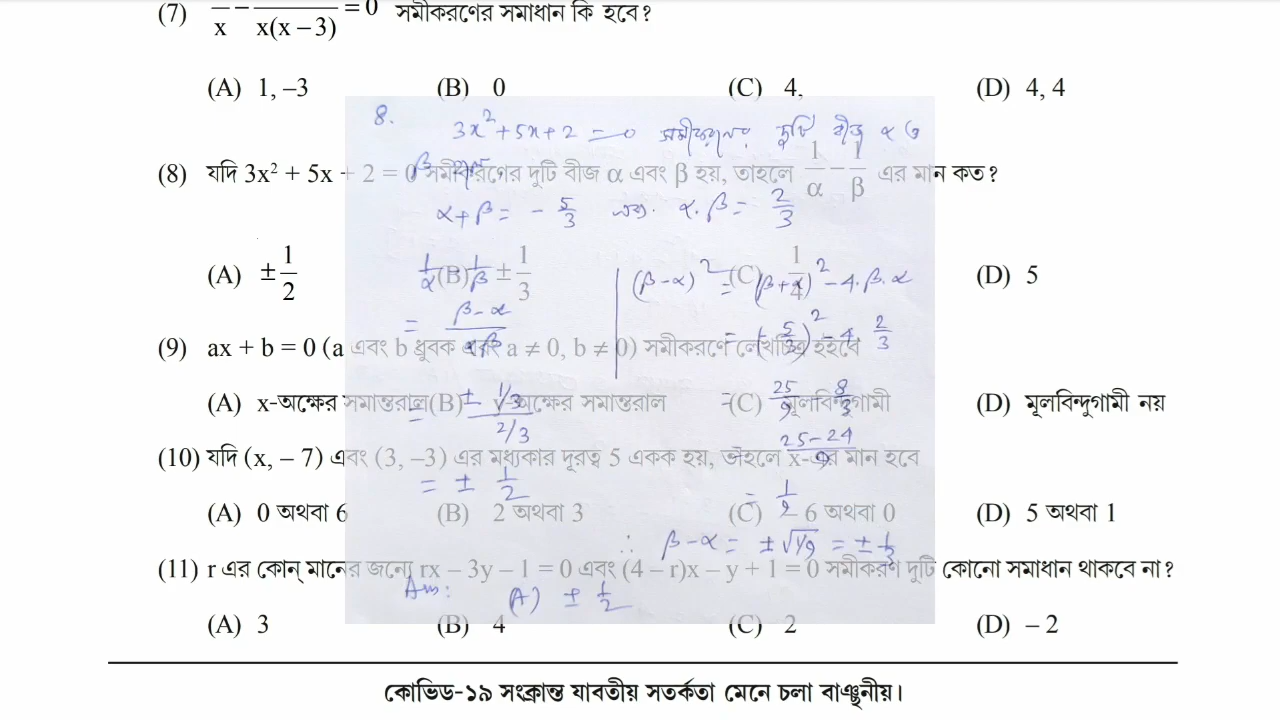 (7) x − x(x – 3) = 0 সমীকরণের সমাধান কি হবে?
(A) 1, –3 (B) 0 (C) 4, (D) 4, 4
8. 3x² + 5x + 2 = 0 সমীকরণের দুটি বীজ α ও
β হলে
(8) যদি 3x² + 5x + 2 = 0 সমীকরণের দুটি বীজ α এবং β হয়, তাহলে 1/α − 1/β এর মান কত?
α + β = − 5/3 এবং α . β = 2/3
(A) ± 1/2 (B) ± 1/3 (C) 1/4 (D) 5
1/α − 1/β
(β − α)² = (β + α)² − 4 . β . α
= β − α / αβ
= (− 5/3)² − 4 . 2/3
(9) ax + b = 0 (a এবং b ধ্রুবক এবং a ≠ 0, b ≠ 0) সমীকরণে লেখচিত্র হইবে
(A) x-অক্ষের সমান্তরাল (B) y-অক্ষের সমান্তরাল (C) মূলবিন্দুগামী (D) মূলবিন্দুগামী নয়
= ± 1/3 / 2/3
= 25/9 − 8/3
25 − 24 / 9
(10) যদি (x, – 7) এবং (3, –3) এর মধ্যকার দূরত্ব 5 একক হয়, তাহলে x-এর মান হবে
= ± 1/2
= 1/9
(A) 0 অথবা 6 (B) 2 অথবা 3 (C) – 6 অথবা 0 (D) 5 অথবা 1
∴ β − α = ± √1/9 = ± 1/3
(11) r এর কোন্ মানের জন্যে rx – 3y – 1 = 0 এবং (4 – r)x – y + 1 = 0 সমীকরণ দুটি কোনো সমাধান থাকবে না?
Ans: (A) ± 1/2
(A) 3 (B) 4 (C) 2 (D) – 2
কোভিড-১৯ সংক্রান্ত যাবতীয় সতর্কতা মেনে চলা বাঞ্ছনীয়।